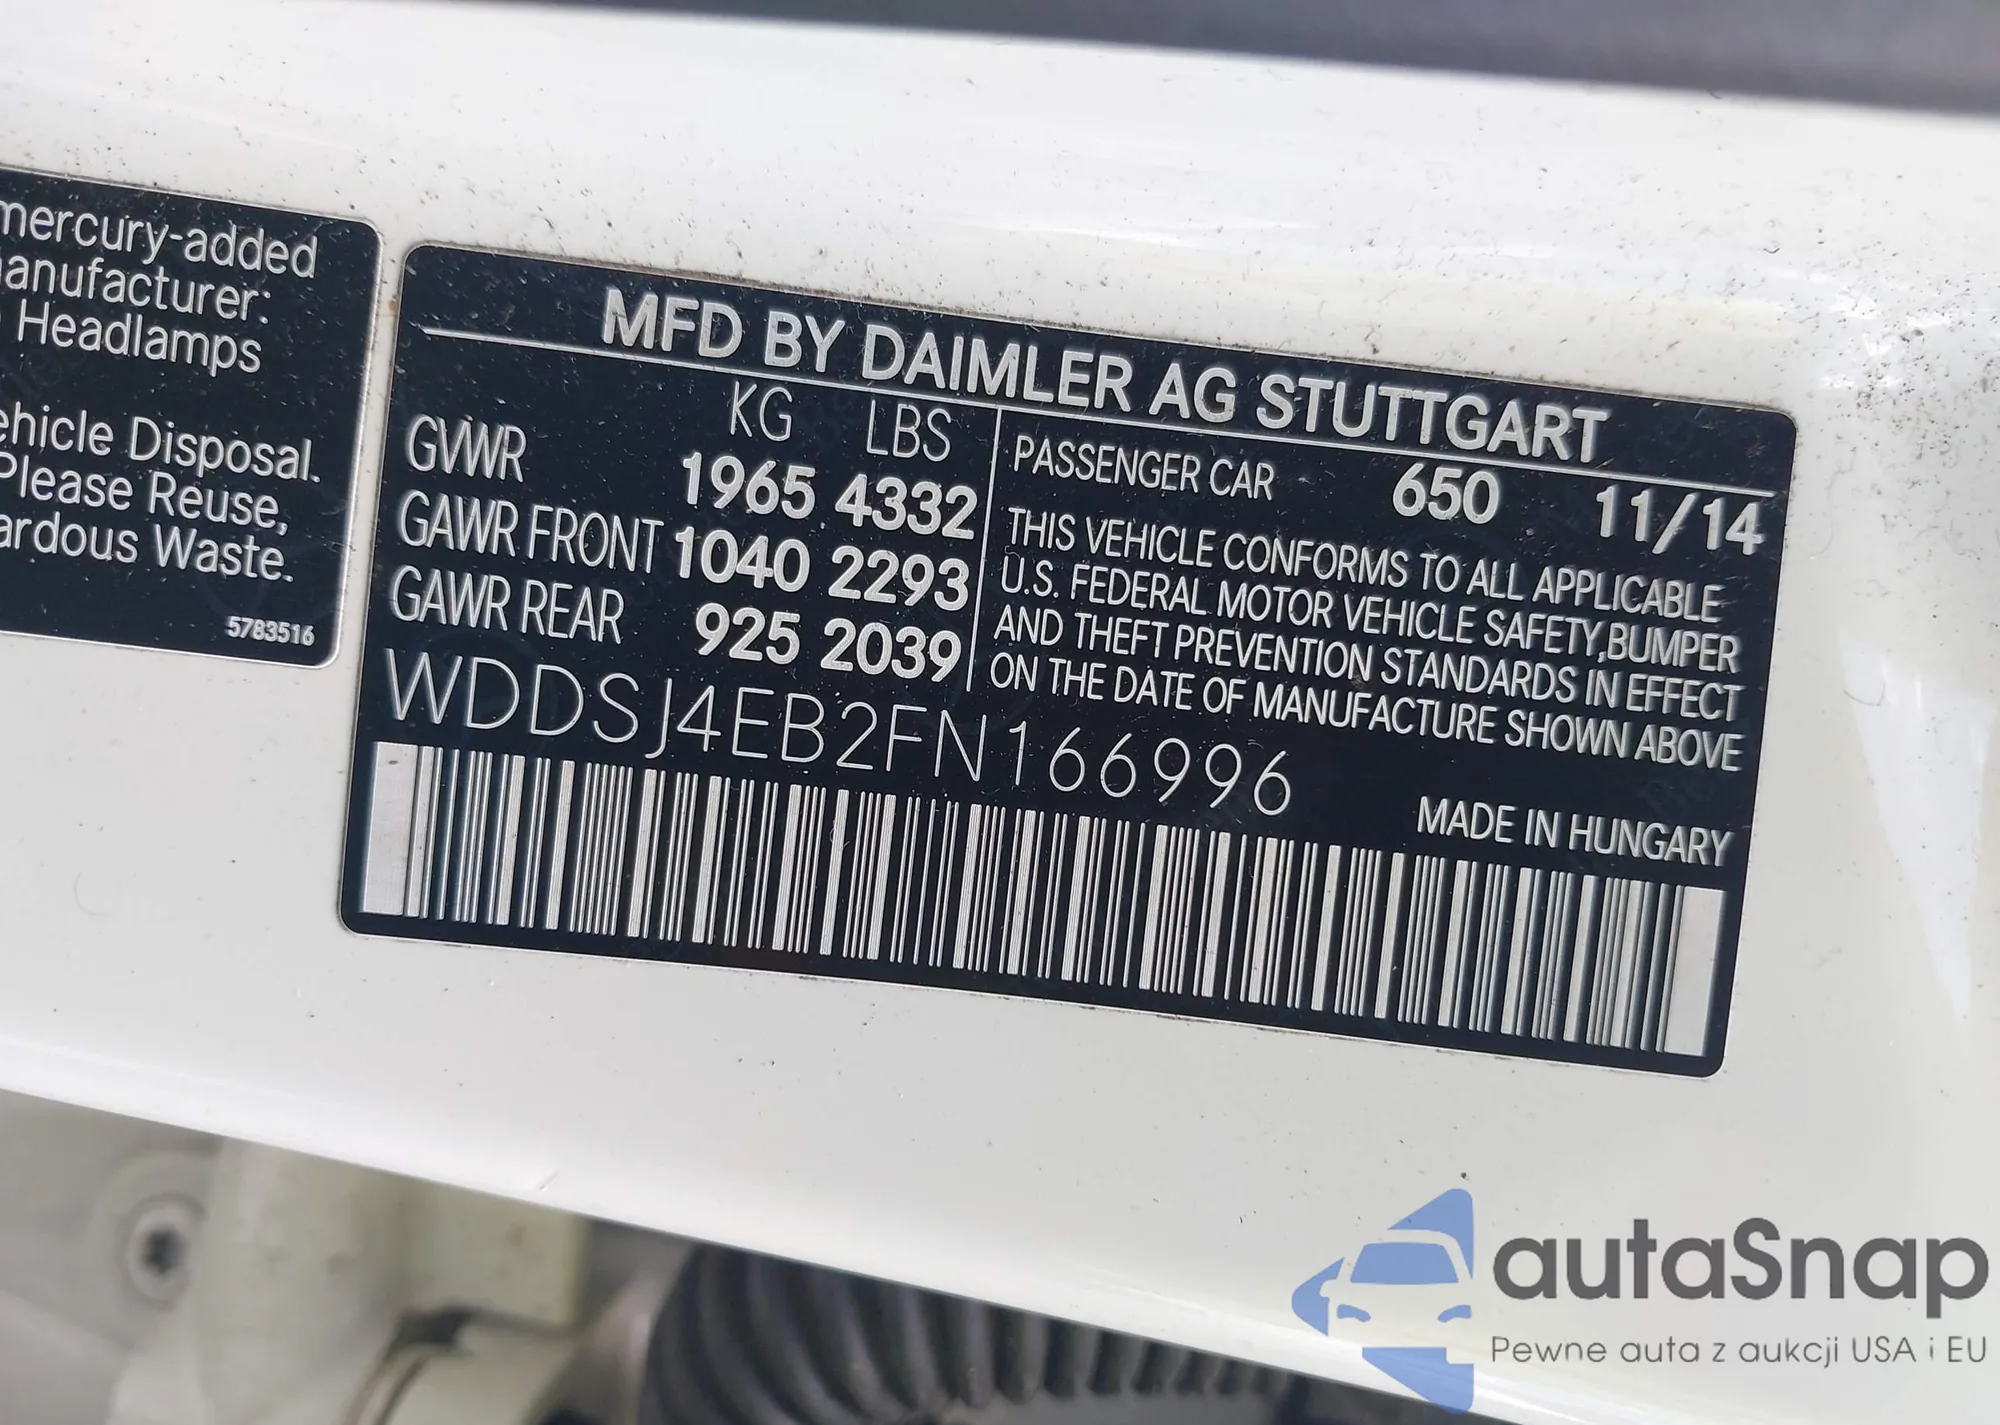 mercury-added
anufacturer:
Headlamps
ehicle Disposal.
Please Reuse,
ardous Waste.
5783516
MFD BY DAIMLER AG STUTTGART
KG LBS
GVWR 1965 4332
GAWR FRONT 1040 2293
GAWR REAR 925 2039
PASSENGER CAR 650 11/14
THIS VEHICLE CONFORMS TO ALL APPLICABLE
U.S. FEDERAL MOTOR VEHICLE SAFETY,BUMPER
AND THEFT PREVENTION STANDARDS IN EFFECT
ON THE DATE OF MANUFACTURE SHOWN ABOVE
WDDSJ4EB2FN166996
MADE IN HUNGARY
autaSnap
Pewne auta z aukcji USA i EU